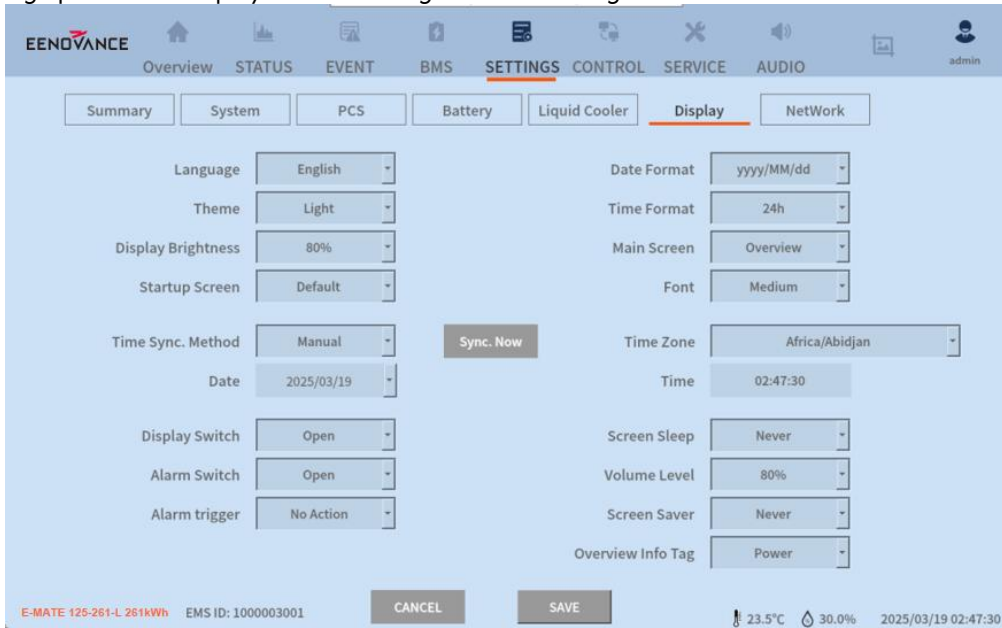 EENOVANCE
Overview STATUS EVENT BMS SETTINGS CONTROL SERVICE AUDIO admin
Summary System PCS Battery Liquid Cooler Display NetWork
Language English Date Format yyyy/MM/dd
Theme Light Time Format 24h
Display Brightness 80% Main Screen Overview
Startup Screen Default Font Medium
Time Sync. Method Manual Sync. Now Time Zone Africa/Abidjan
Date 2025/03/19 Time 02:47:30
Display Switch Open Screen Sleep Never
Alarm Switch Open Volume Level 80%
Alarm trigger No Action Screen Saver Never
Overview Info Tag Power
CANCEL SAVE
E-MATE 125-261-L 261kWh EMS ID: 1000003001 23.5°C 30.0% 2025/03/19 02:47:30